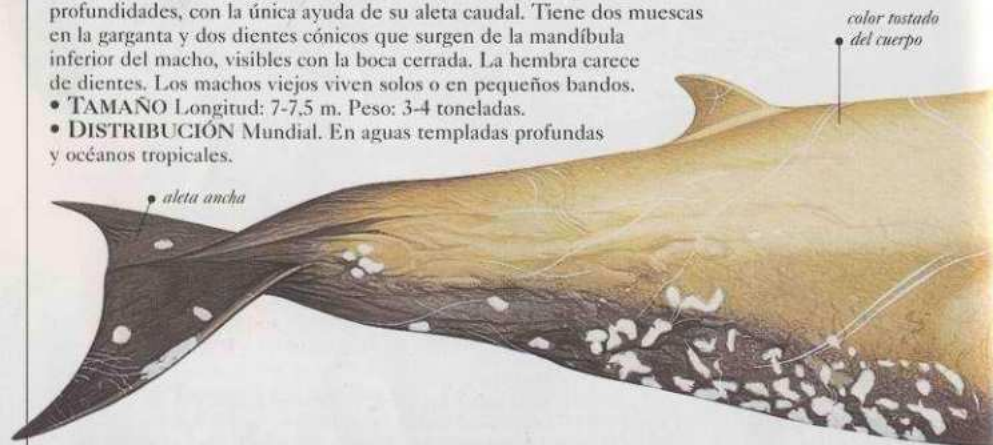 profundidades, con la única ayuda de su aleta caudal. Tiene dos muescas
en la garganta y dos dientes cónicos que surgen de la mandíbula
inferior del macho, visibles con la boca cerrada. La hembra carece
de dientes. Los machos viejos viven solos o en pequeños bandos.
• TAMAÑO Longitud: 7-7,5 m. Peso: 3-4 toneladas.
• DISTRIBUCIÓN Mundial. En aguas templadas profundas
y océanos tropicales.
color tostado
del cuerpo
aleta ancha